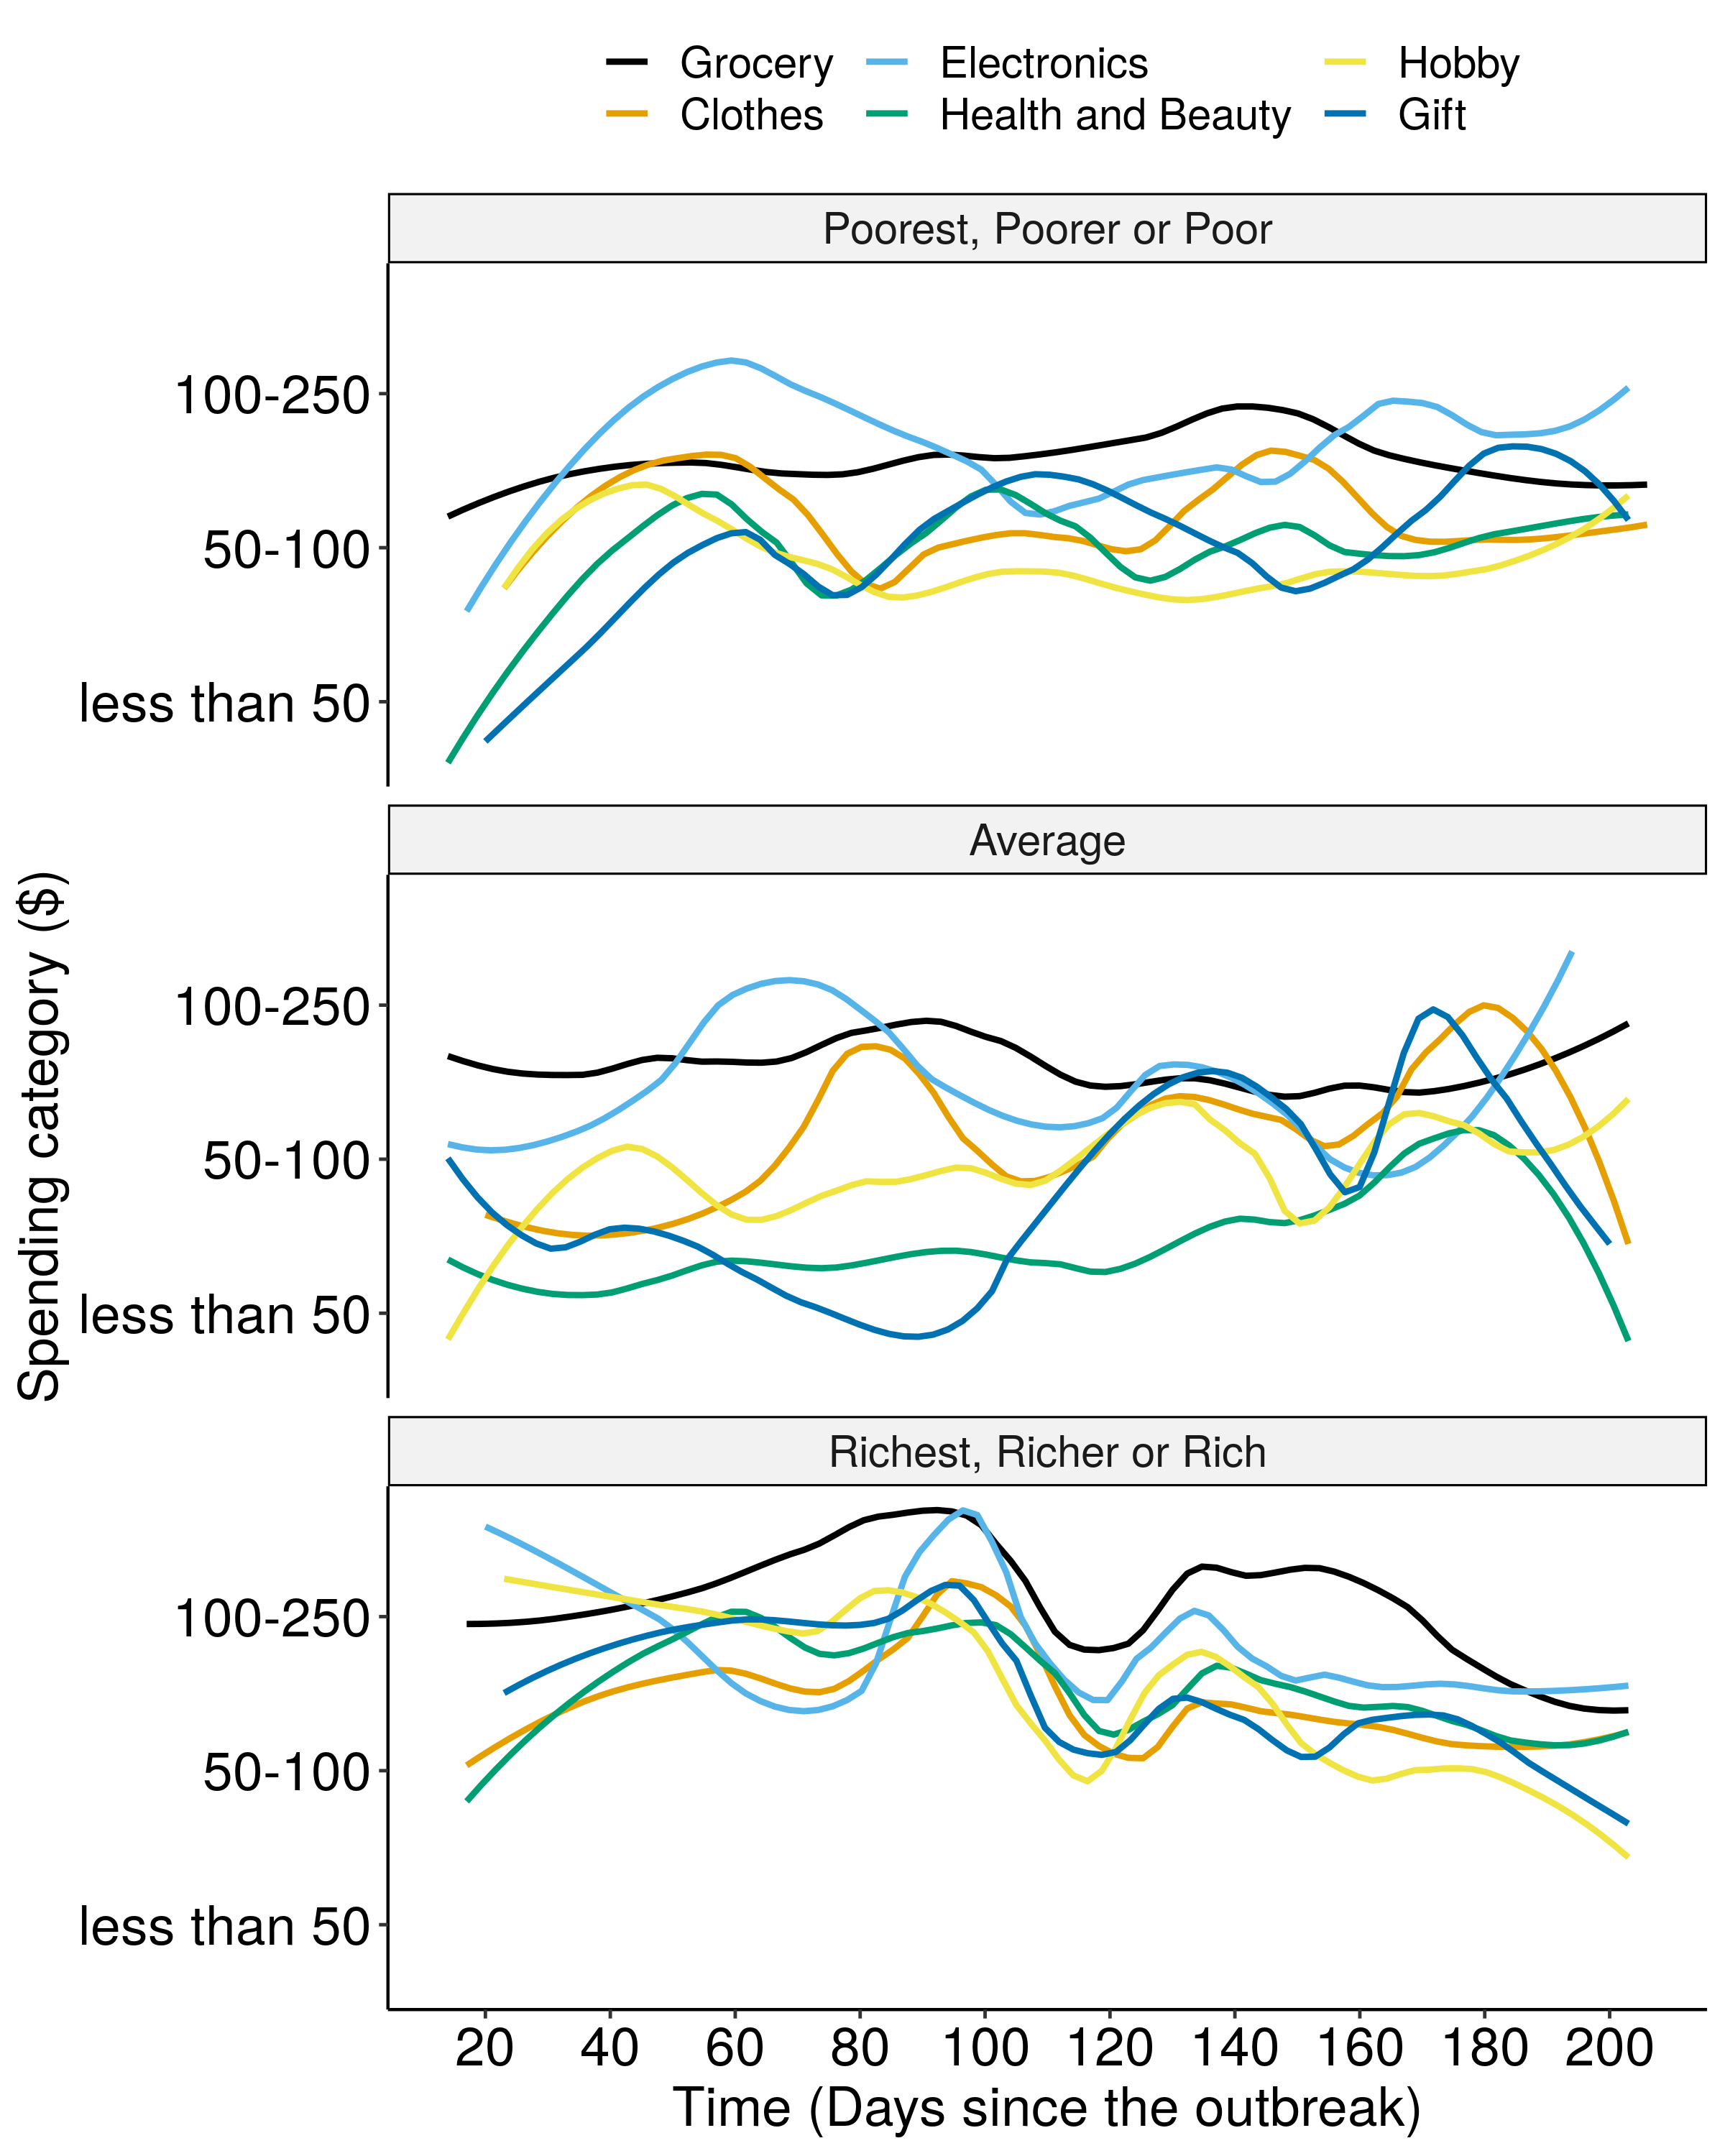 Grocery Electronics Hobby
Clothes Health and Beauty Gift
Poorest, Poorer or Poor
100-250
50-100
less than 50
Average
Spending category ($)
100-250
50-100
less than 50
Richest, Richer or Rich
100-250
50-100
less than 50
20 40 60 80 100 120 140 160 180 200
Time (Days since the outbreak)